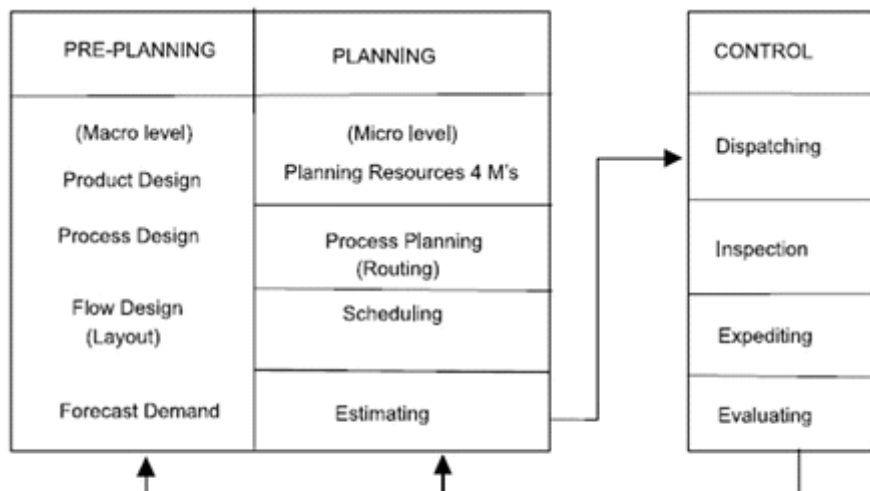 PRE-PLANNING
(Macro level)
Product Design
Process Design
Flow Design
(Layout)
Forecast Demand
PLANNING
(Micro level)
Planning Resources 4 M's
Process Planning
(Routing)
Scheduling
Estimating
CONTROL
Dispatching
Inspection
Expediting
Evaluating